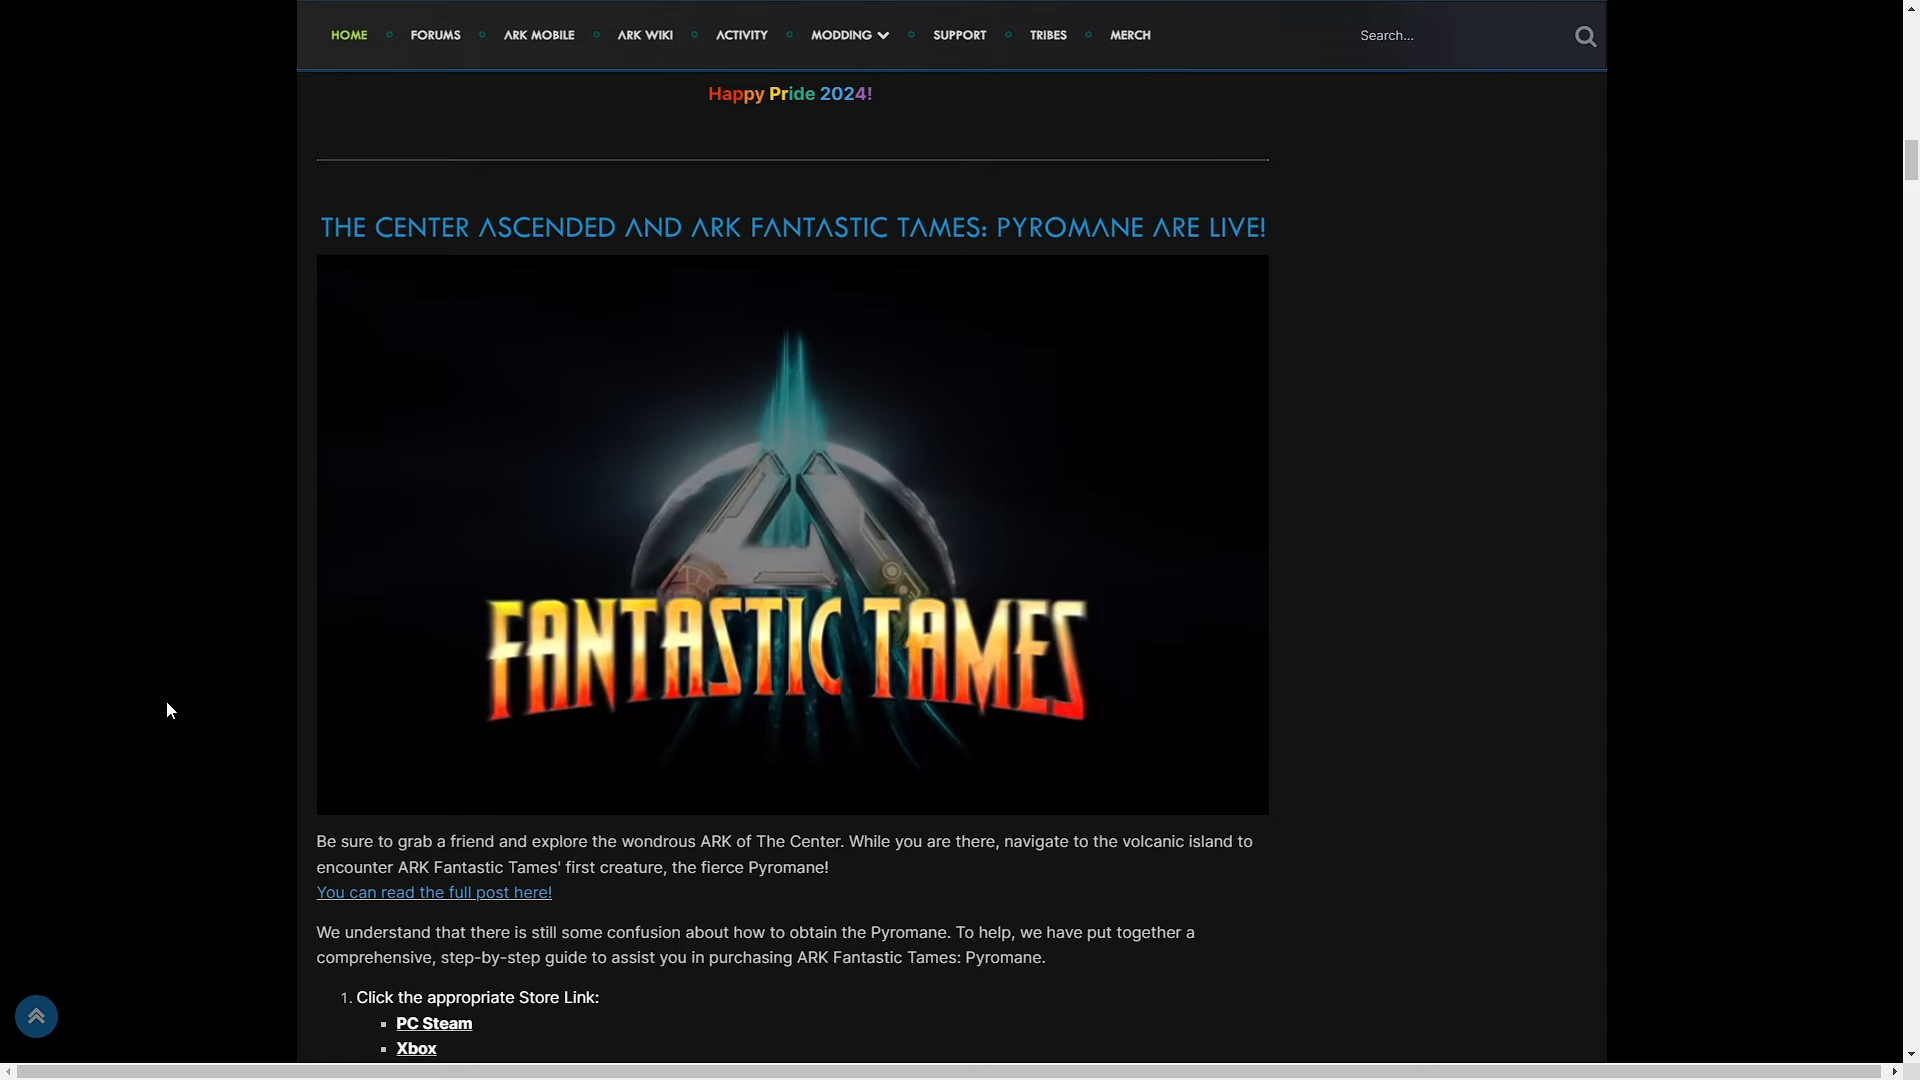 HOME FORUMS ARK MOBILE ARK WIKI ACTIVITY MODDING SUPPORT TRIBES MERCH Search...
Happy Pride 2024!
THE CENTER ASCENDED AND ARK FANTASTIC TAMES: PYROMANE ARE LIVE!
FANTASTIC TAMES
Be sure to grab a friend and explore the wondrous ARK of The Center. While you are there, navigate to the volcanic island to
encounter ARK Fantastic Tames' first creature, the fierce Pyromane!
You can read the full post here!
We understand that there is still some confusion about how to obtain the Pyromane. To help, we have put together a
comprehensive, step-by-step guide to assist you in purchasing ARK Fantastic Tames: Pyromane.
1. Click the appropriate Store Link:
PC Steam
Xbox